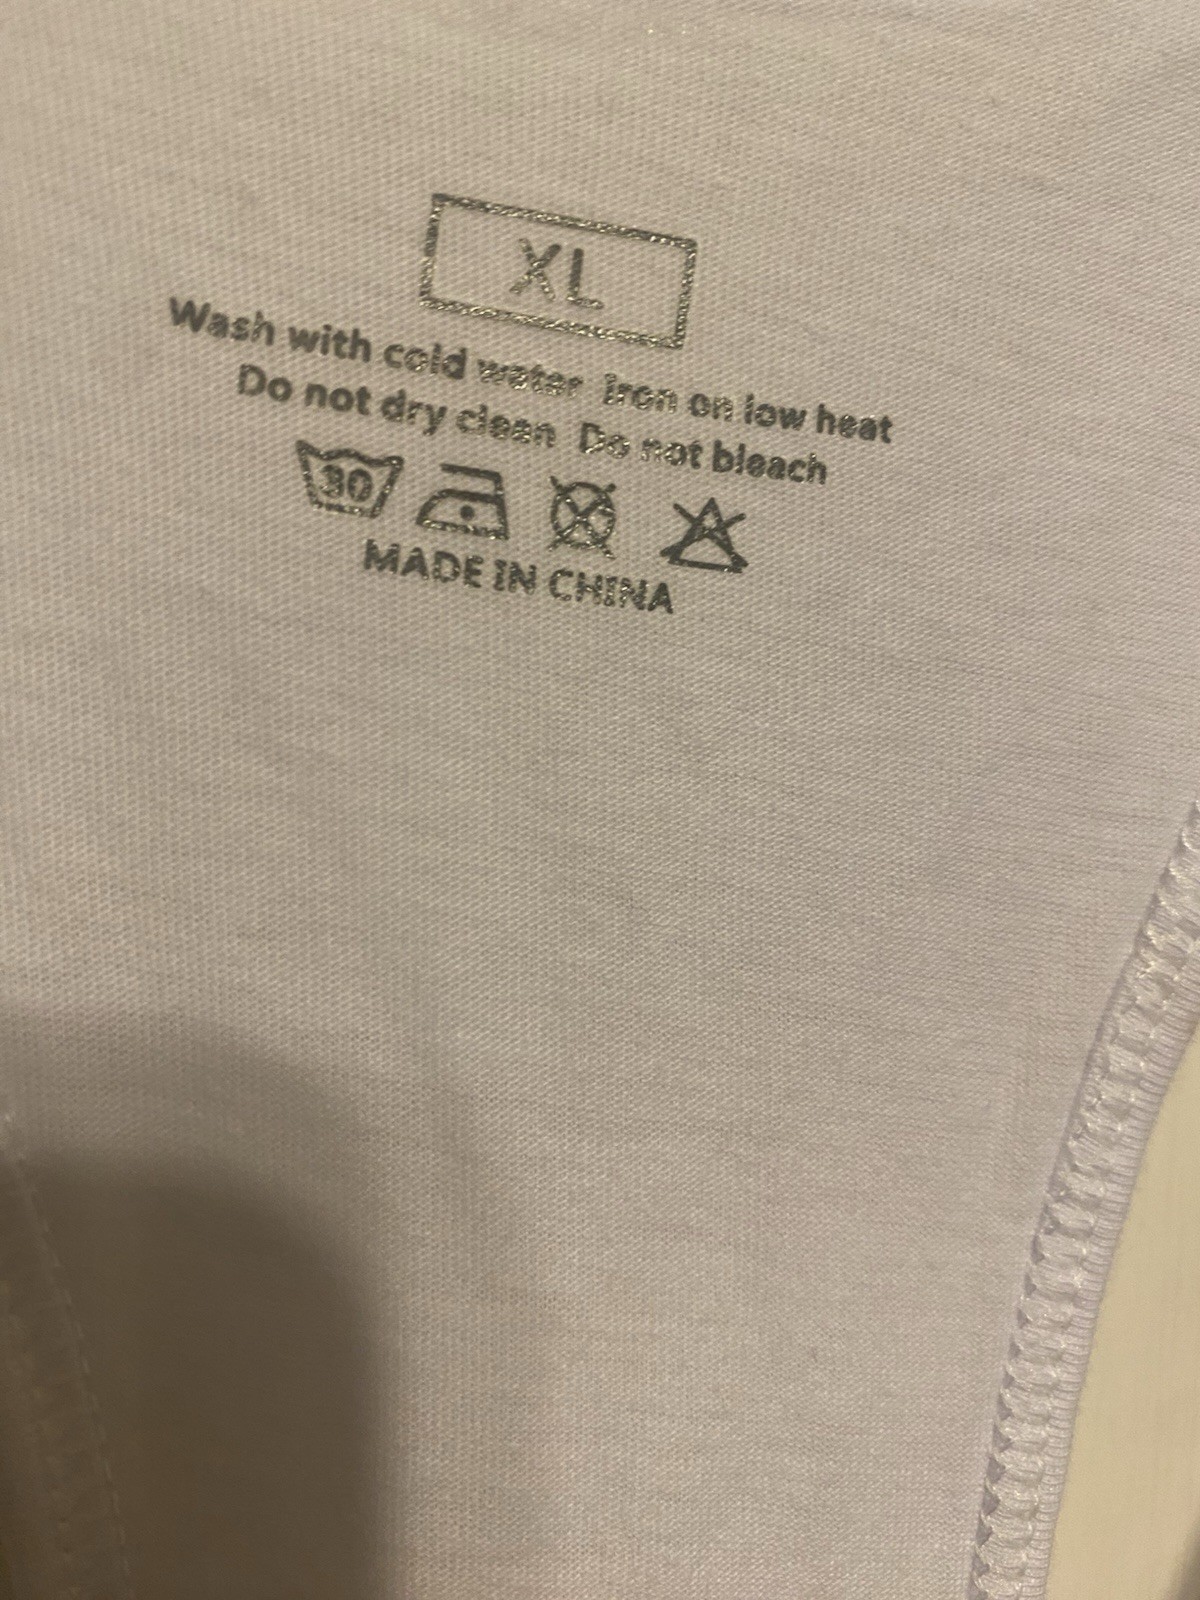 XL
Wash with cold water iron on low heat
Do not dry clean Do not bleach
30
MADE IN CHINA